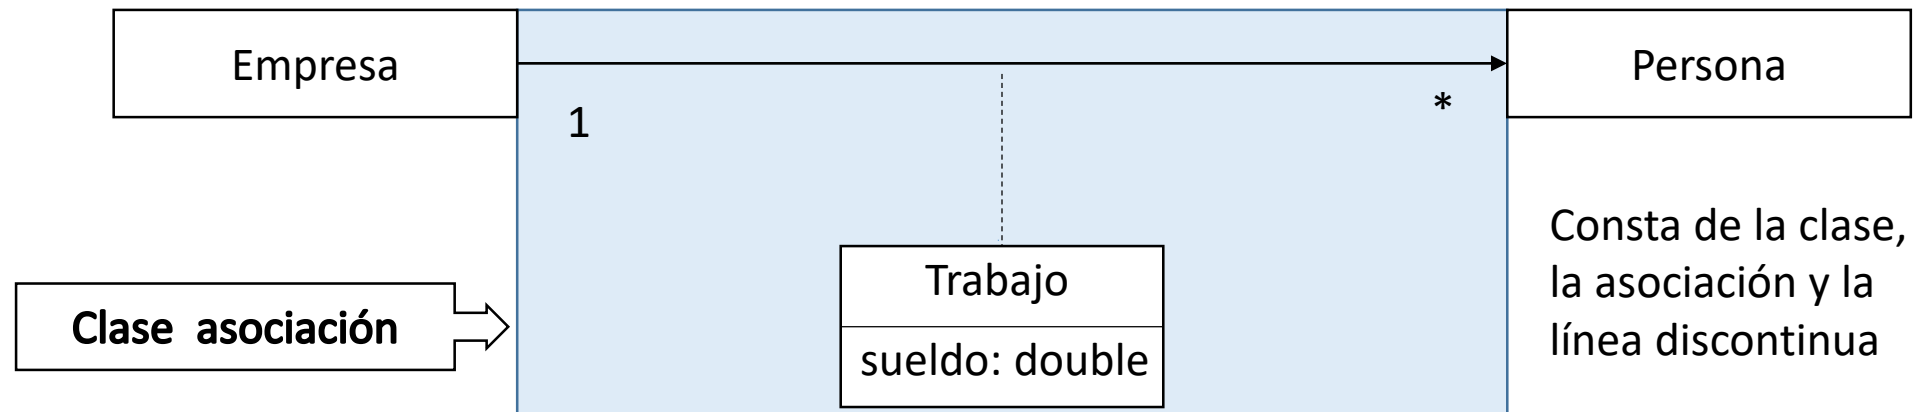 Empresa
Persona
1
*
Consta de la clase,
la asociación y la
línea discontinua
Trabajo
sueldo: double
Clase asociación